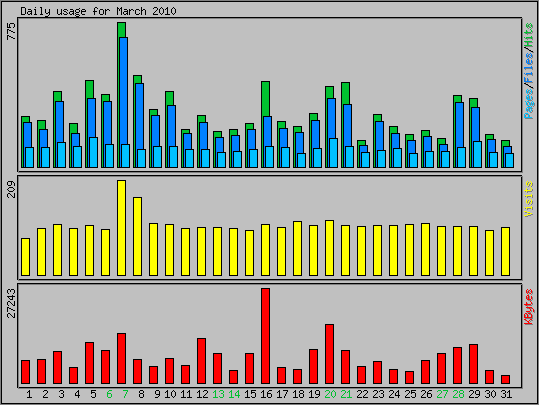 Daily usage for March 2010
775
Pages/Files/Hits
209
Visits
27243
KBytes
1 2 3 4 5 6 7 8 9 10 11 12 13 14 15 16 17 18 19 20 21 22 23 24 25 26 27 28 29 30 31